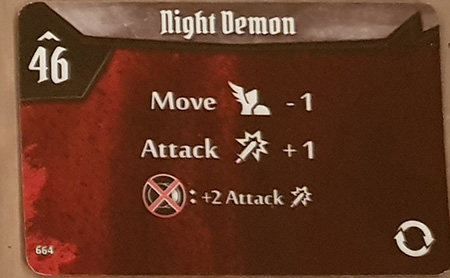 Night Demon
46
Move - 1
Attack + 1
: +2 Attack
664